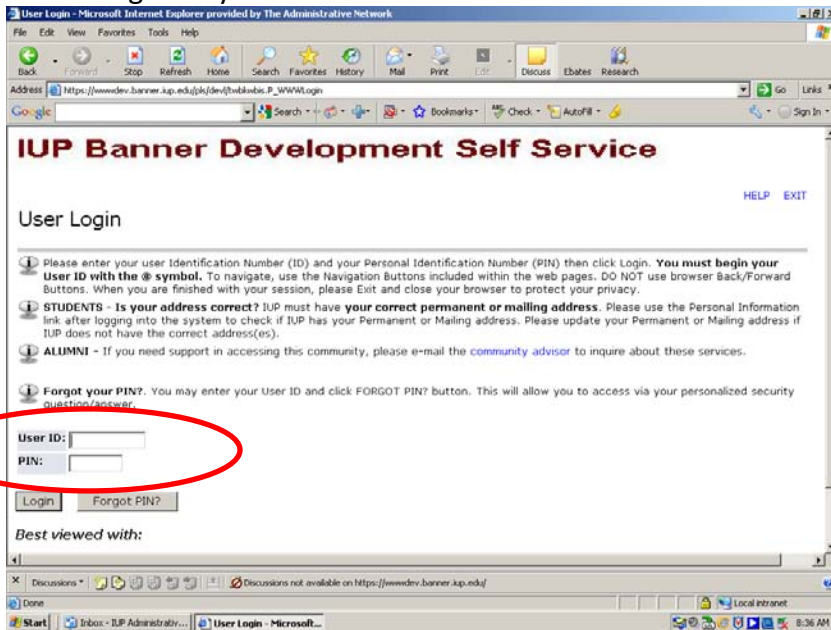 User Login - Microsoft Internet Explorer provided by The Administrative Network
File Edit View Favorites Tools Help
Back Forward Stop Refresh Home Search Favorites History Mail Print Edit Discuss Ebates Research
Address https://wwwdev.banner.iup.edu/pls/devl/twbkwbis.P_WWWLogin Go Links
Google Search Bookmarks Check AutoFill Sign In
IUP Banner Development Self Service
HELP EXIT
User Login
Please enter your user Identification Number (ID) and your Personal Identification Number (PIN) then click Login. You must begin your
User ID with the @ symbol. To navigate, use the Navigation Buttons included within the web pages. DO NOT use browser Back/Forward
Buttons. When you are finished with your session, please Exit and close your browser to protect your privacy.
STUDENTS - Is your address correct? IUP must have your correct permanent or mailing address. Please use the Personal Information
link after logging into the system to check if IUP has your Permanent or Mailing address. Please update your Permanent or Mailing address if
IUP does not have the correct address(es).
ALUMNI - If you need support in accessing this community, please e-mail the community advisor to inquire about these services.
Forgot your PIN?. You may enter your User ID and click FORGOT PIN? button. This will allow you to access via your personalized security
question/answer.
User ID:
PIN:
Login Forgot PIN?
Best viewed with:
Discussions Discussions not available on https://wwwdev.banner.iup.edu/
Done Local intranet
Start Inbox - IUP Administrativ... User Login - Microsoft... 8:36 AM